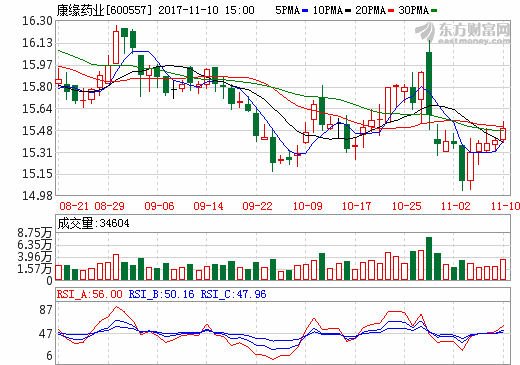 康缘药业[600557] 2017-11-10 15:00 5PMA 10PMA 20PMA 30PMA
东方财富网
eastmoney.com
16.30
16.13
15.97
15.80
15.64
15.48
15.31
15.15
14.98
08-21 08-29 09-06 09-14 09-22 10-09 10-17 10-25 11-02 11-10
成交量:34604
8.75万
6.35万
3.96万
1.57万
0
RSI_A:56.00 RSI_B:50.16 RSI_C:47.96
87
47
6